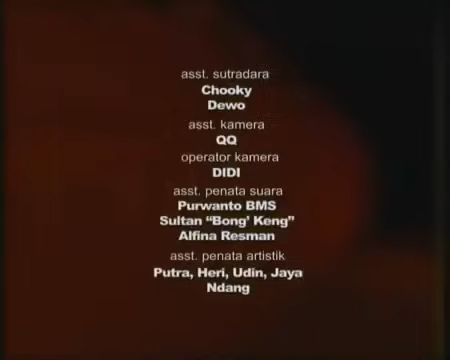 asst. sutradara
Chooky
Dewo
asst. kamera
QQ
operator kamera
DIDI
asst. penata suara
Purwanto BMS
Sultan “Bong’ Keng”
Alfina Resman
asst. penata artistik
Putra, Heri, Udin, Jaya
Ndang